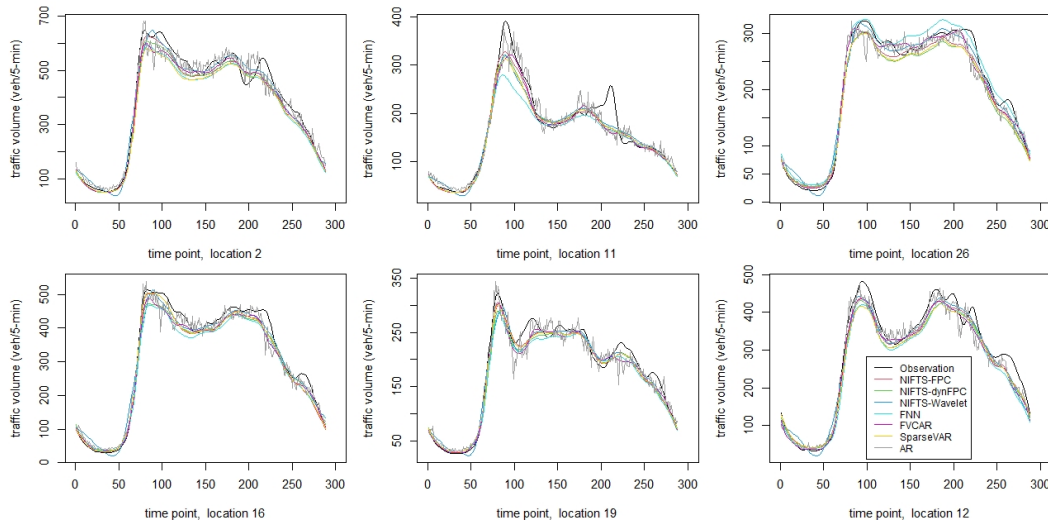 traffic volume (veh/5-min)
700
500
300
100
0 50 100 150 200 250 300
time point, location 2
traffic volume (veh/5-min)
400
300
200
100
0 50 100 150 200 250 300
time point, location 11
traffic volume (veh/5-min)
300
250
200
150
100
50
0
0 50 100 150 200 250 300
time point, location 26
traffic volume (veh/5-min)
500
400
300
200
100
0
0 50 100 150 200 250 300
time point, location 16
traffic volume (veh/5-min)
350
250
150
50
0 50 100 150 200 250 300
time point, location 19
traffic volume (veh/5-min)
500
400
300
200
100
0 50 100 150 200 250 300
time point, location 12
Observation
NIFTS-FPC
NIFTS-dynFPC
NIFTS-Wavelet
FNN
FVCAR
SparseVAR
AR